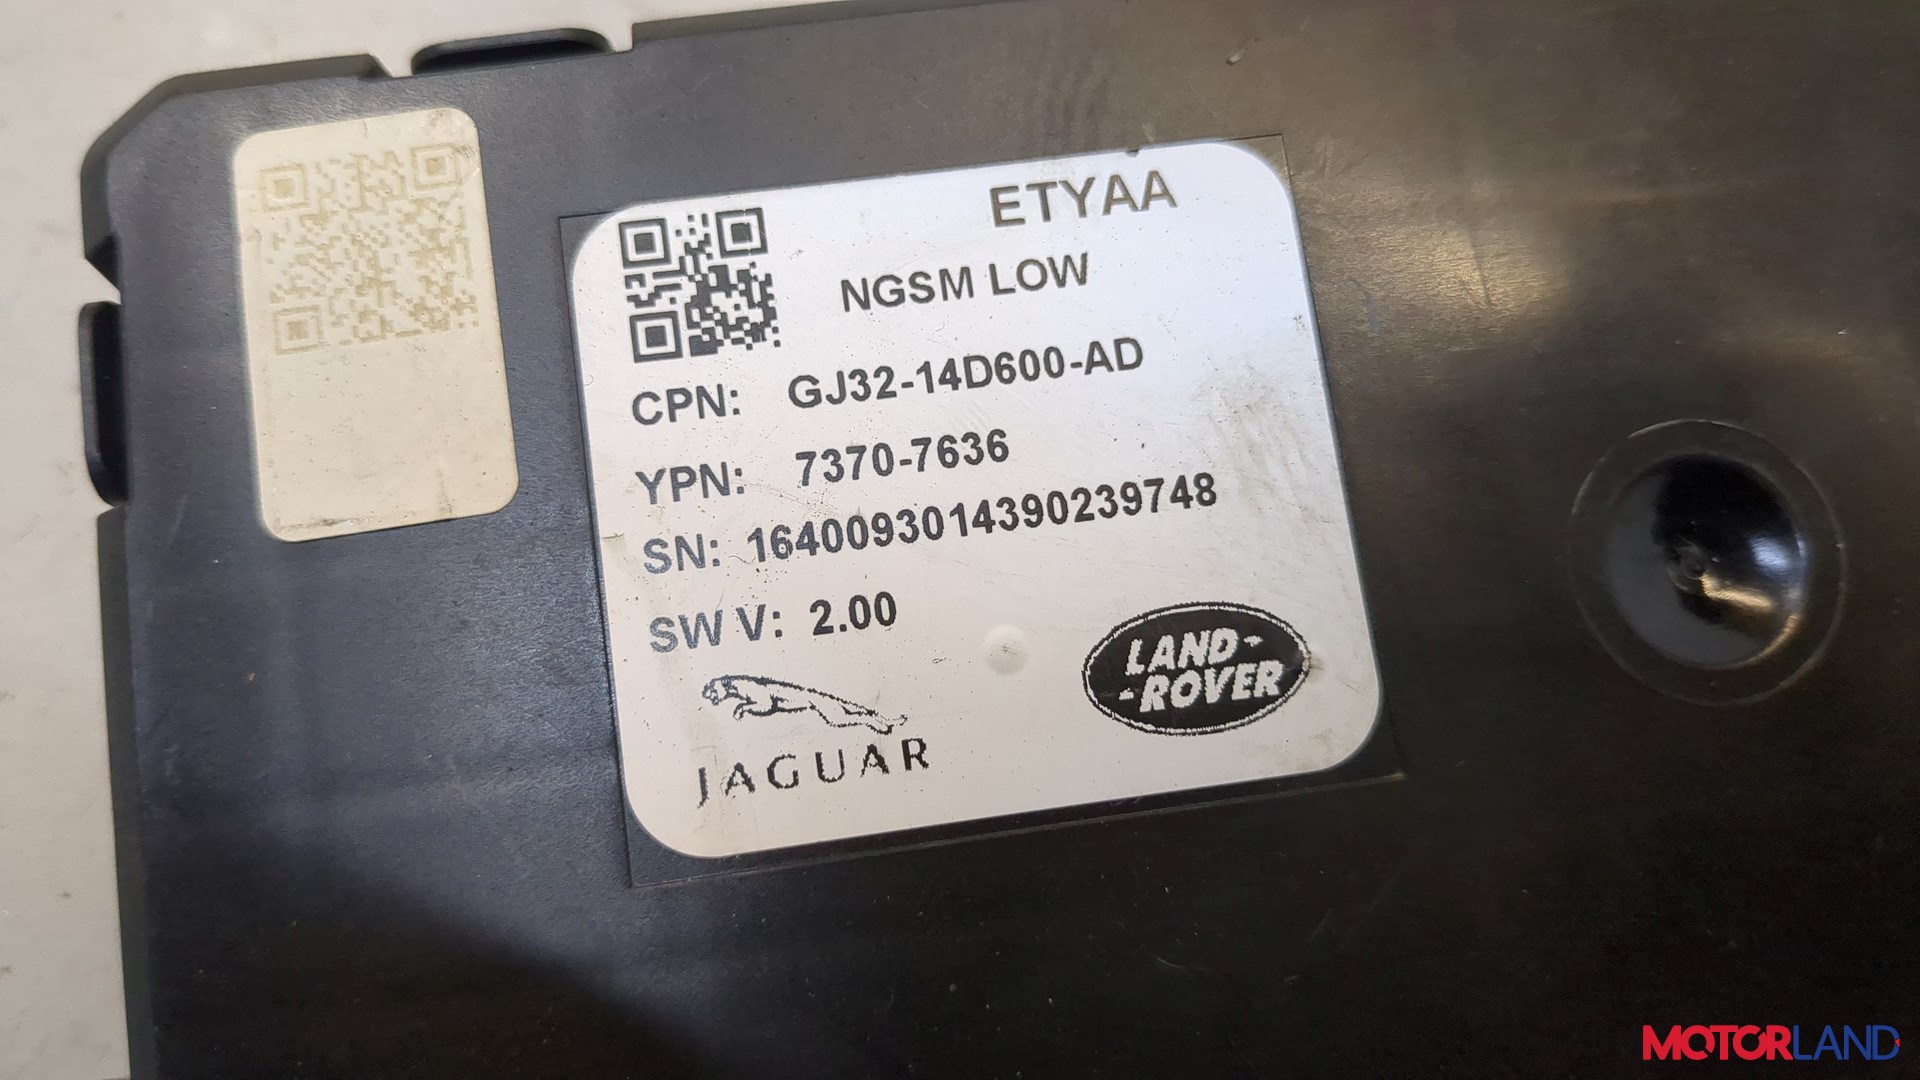 ETYAA
NGSM LOW
CPN: GJ32-14D600-AD
YPN: 7370-7636
SN: 1640093014390239748
SW V: 2.00
JAGUAR
LAND-
-ROVER
MOTORLAND